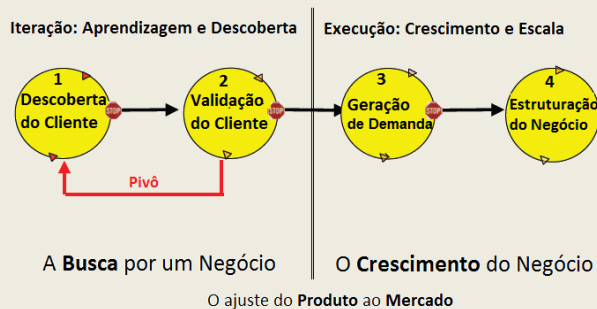 Iteração: Aprendizagem e Descoberta
Execução: Crescimento e Escala
1
Descoberta
do Cliente
STOP
2
Validação
do Cliente
STOP
3
Geração
de Demanda
STOP
4
Estruturação
do Negócio
Pivô
A Busca por um Negócio
O Crescimento do Negócio
O ajuste do Produto ao Mercado